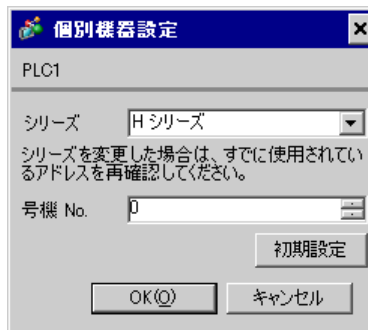 個別機器設定
PLC1
シリーズ
H シリーズ
シリーズを変更した場合は、すでに使用されてい
るアドレスを再確認してください。
号機 No.
0
初期設定
OK(O)
キャンセル